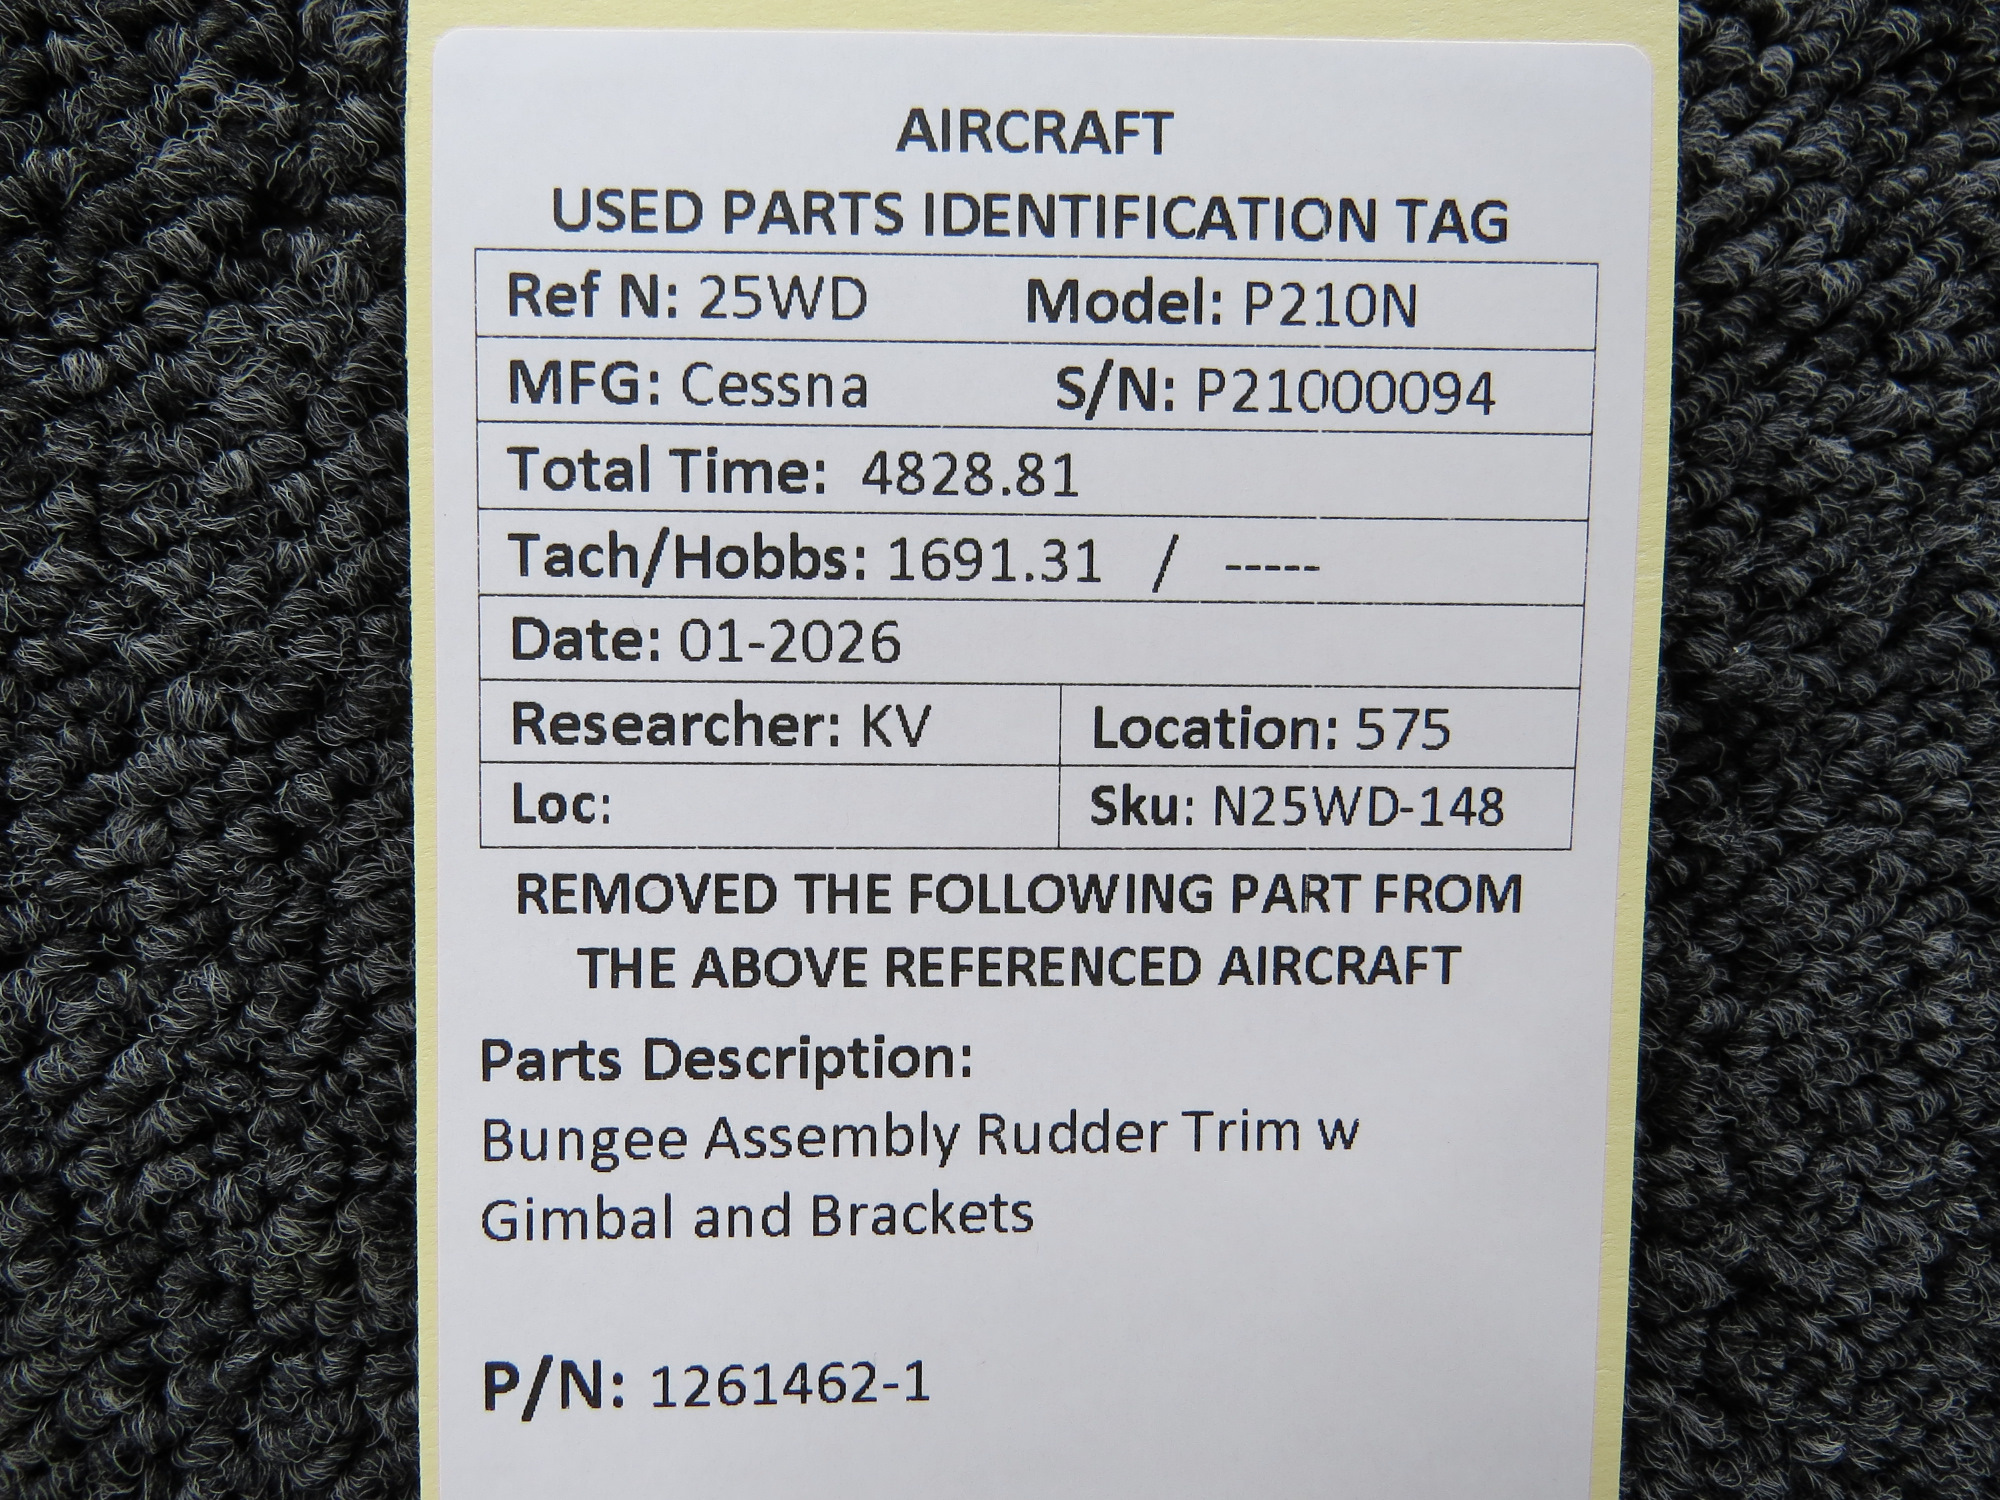 AIRCRAFT
USED PARTS IDENTIFICATION TAG
Ref N: 25WD Model: P210N
MFG: Cessna S/N: P21000094
Total Time: 4828.81
Tach/Hobbs: 1691.31 / -----
Date: 01-2026
Researcher: KV Location: 575
Loc: Sku: N25WD-148
REMOVED THE FOLLOWING PART FROM
THE ABOVE REFERENCED AIRCRAFT
Parts Description:
Bungee Assembly Rudder Trim w
Gimbal and Brackets
P/N: 1261462-1